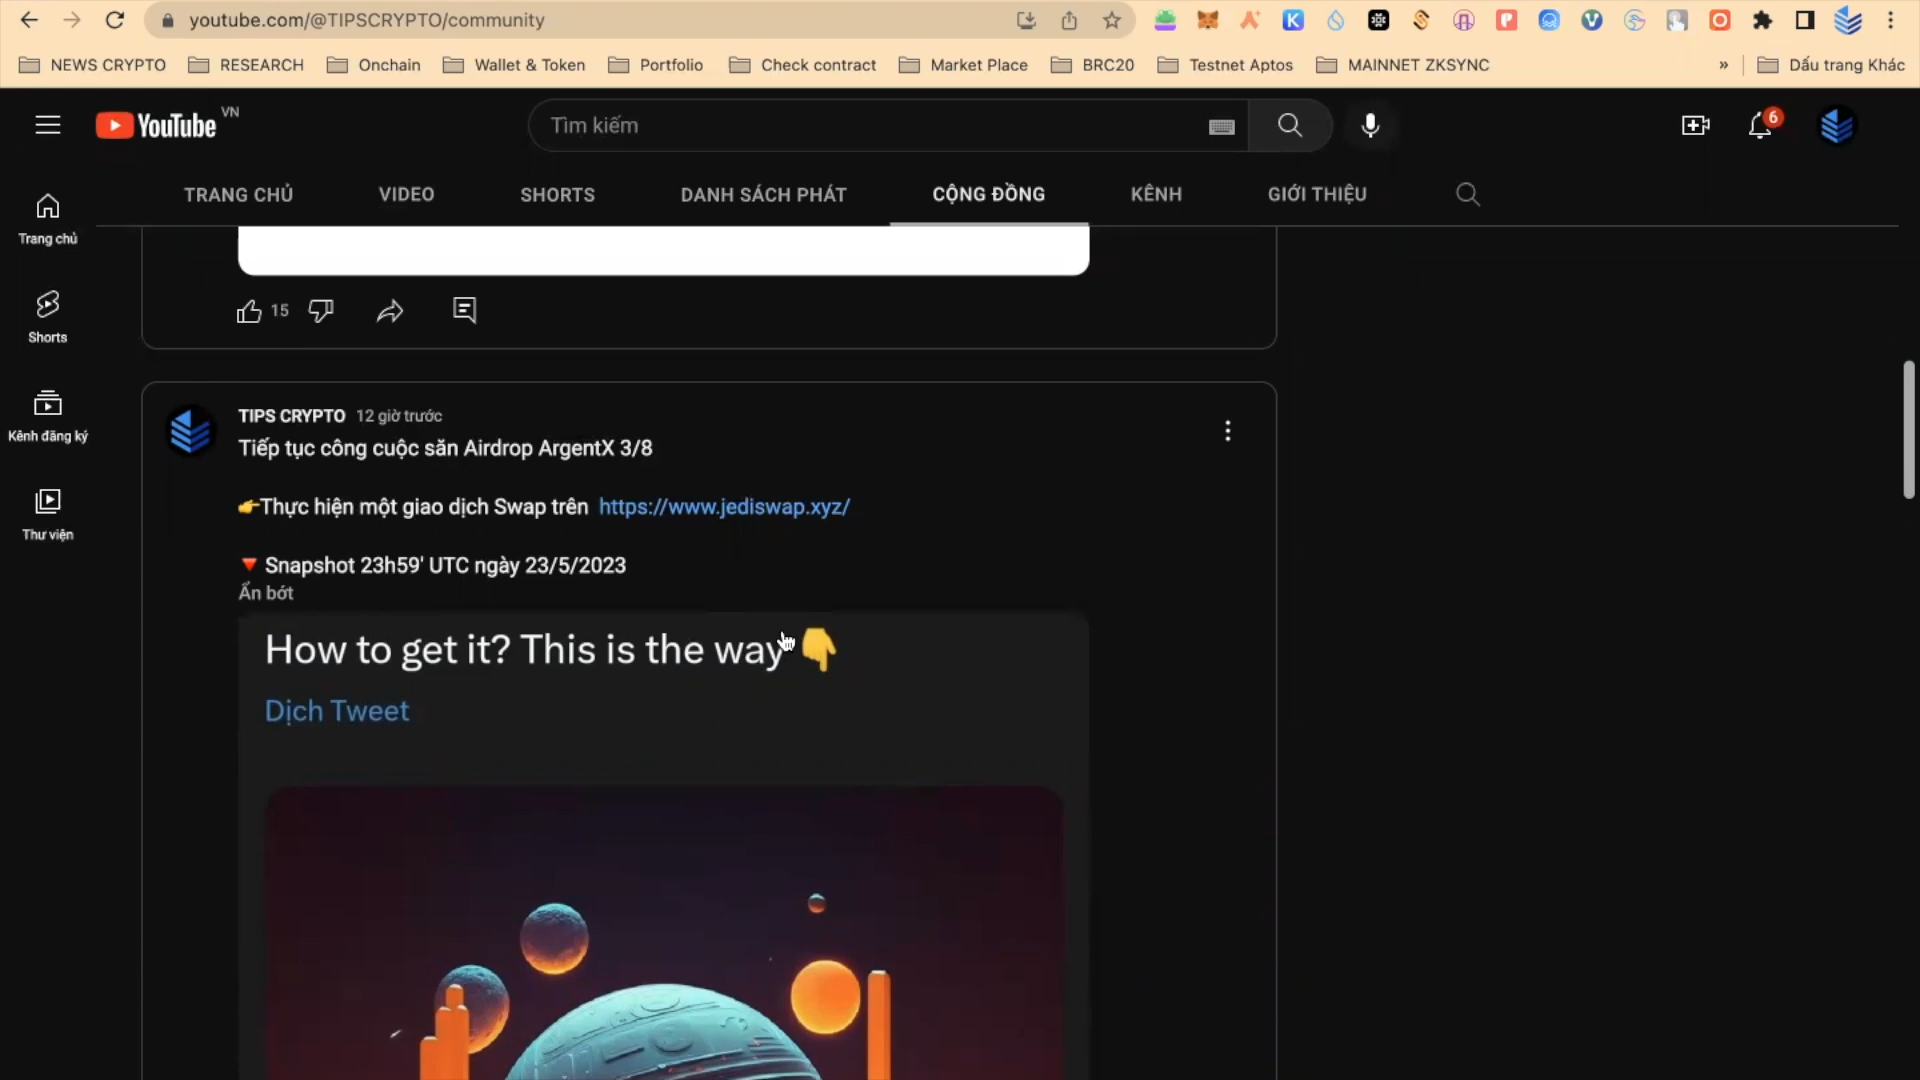 youtube.com/@TIPSCRYPTO/community
NEWS CRYPTO RESEARCH Onchain Wallet & Token Portfolio Check contract Market Place BRC20 Testnet Aptos MAINNET ZKSYNC » Dấu trang Khác
YouTube VN
Tìm kiếm
6
TRANG CHỦ VIDEO SHORTS DANH SÁCH PHÁT CỘNG ĐỒNG KÊNH GIỚI THIỆU
Trang chủ
Shorts
Kênh đăng ký
Thư viện
15
TIPS CRYPTO 12 giờ trước
Tiếp tục công cuộc săn Airdrop ArgentX 3/8
👉Thực hiện một giao dịch Swap trên https://www.jediswap.xyz/
🔻 Snapshot 23h59' UTC ngày 23/5/2023
Ẩn bớt
How to get it? This is the way👇
Dịch Tweet